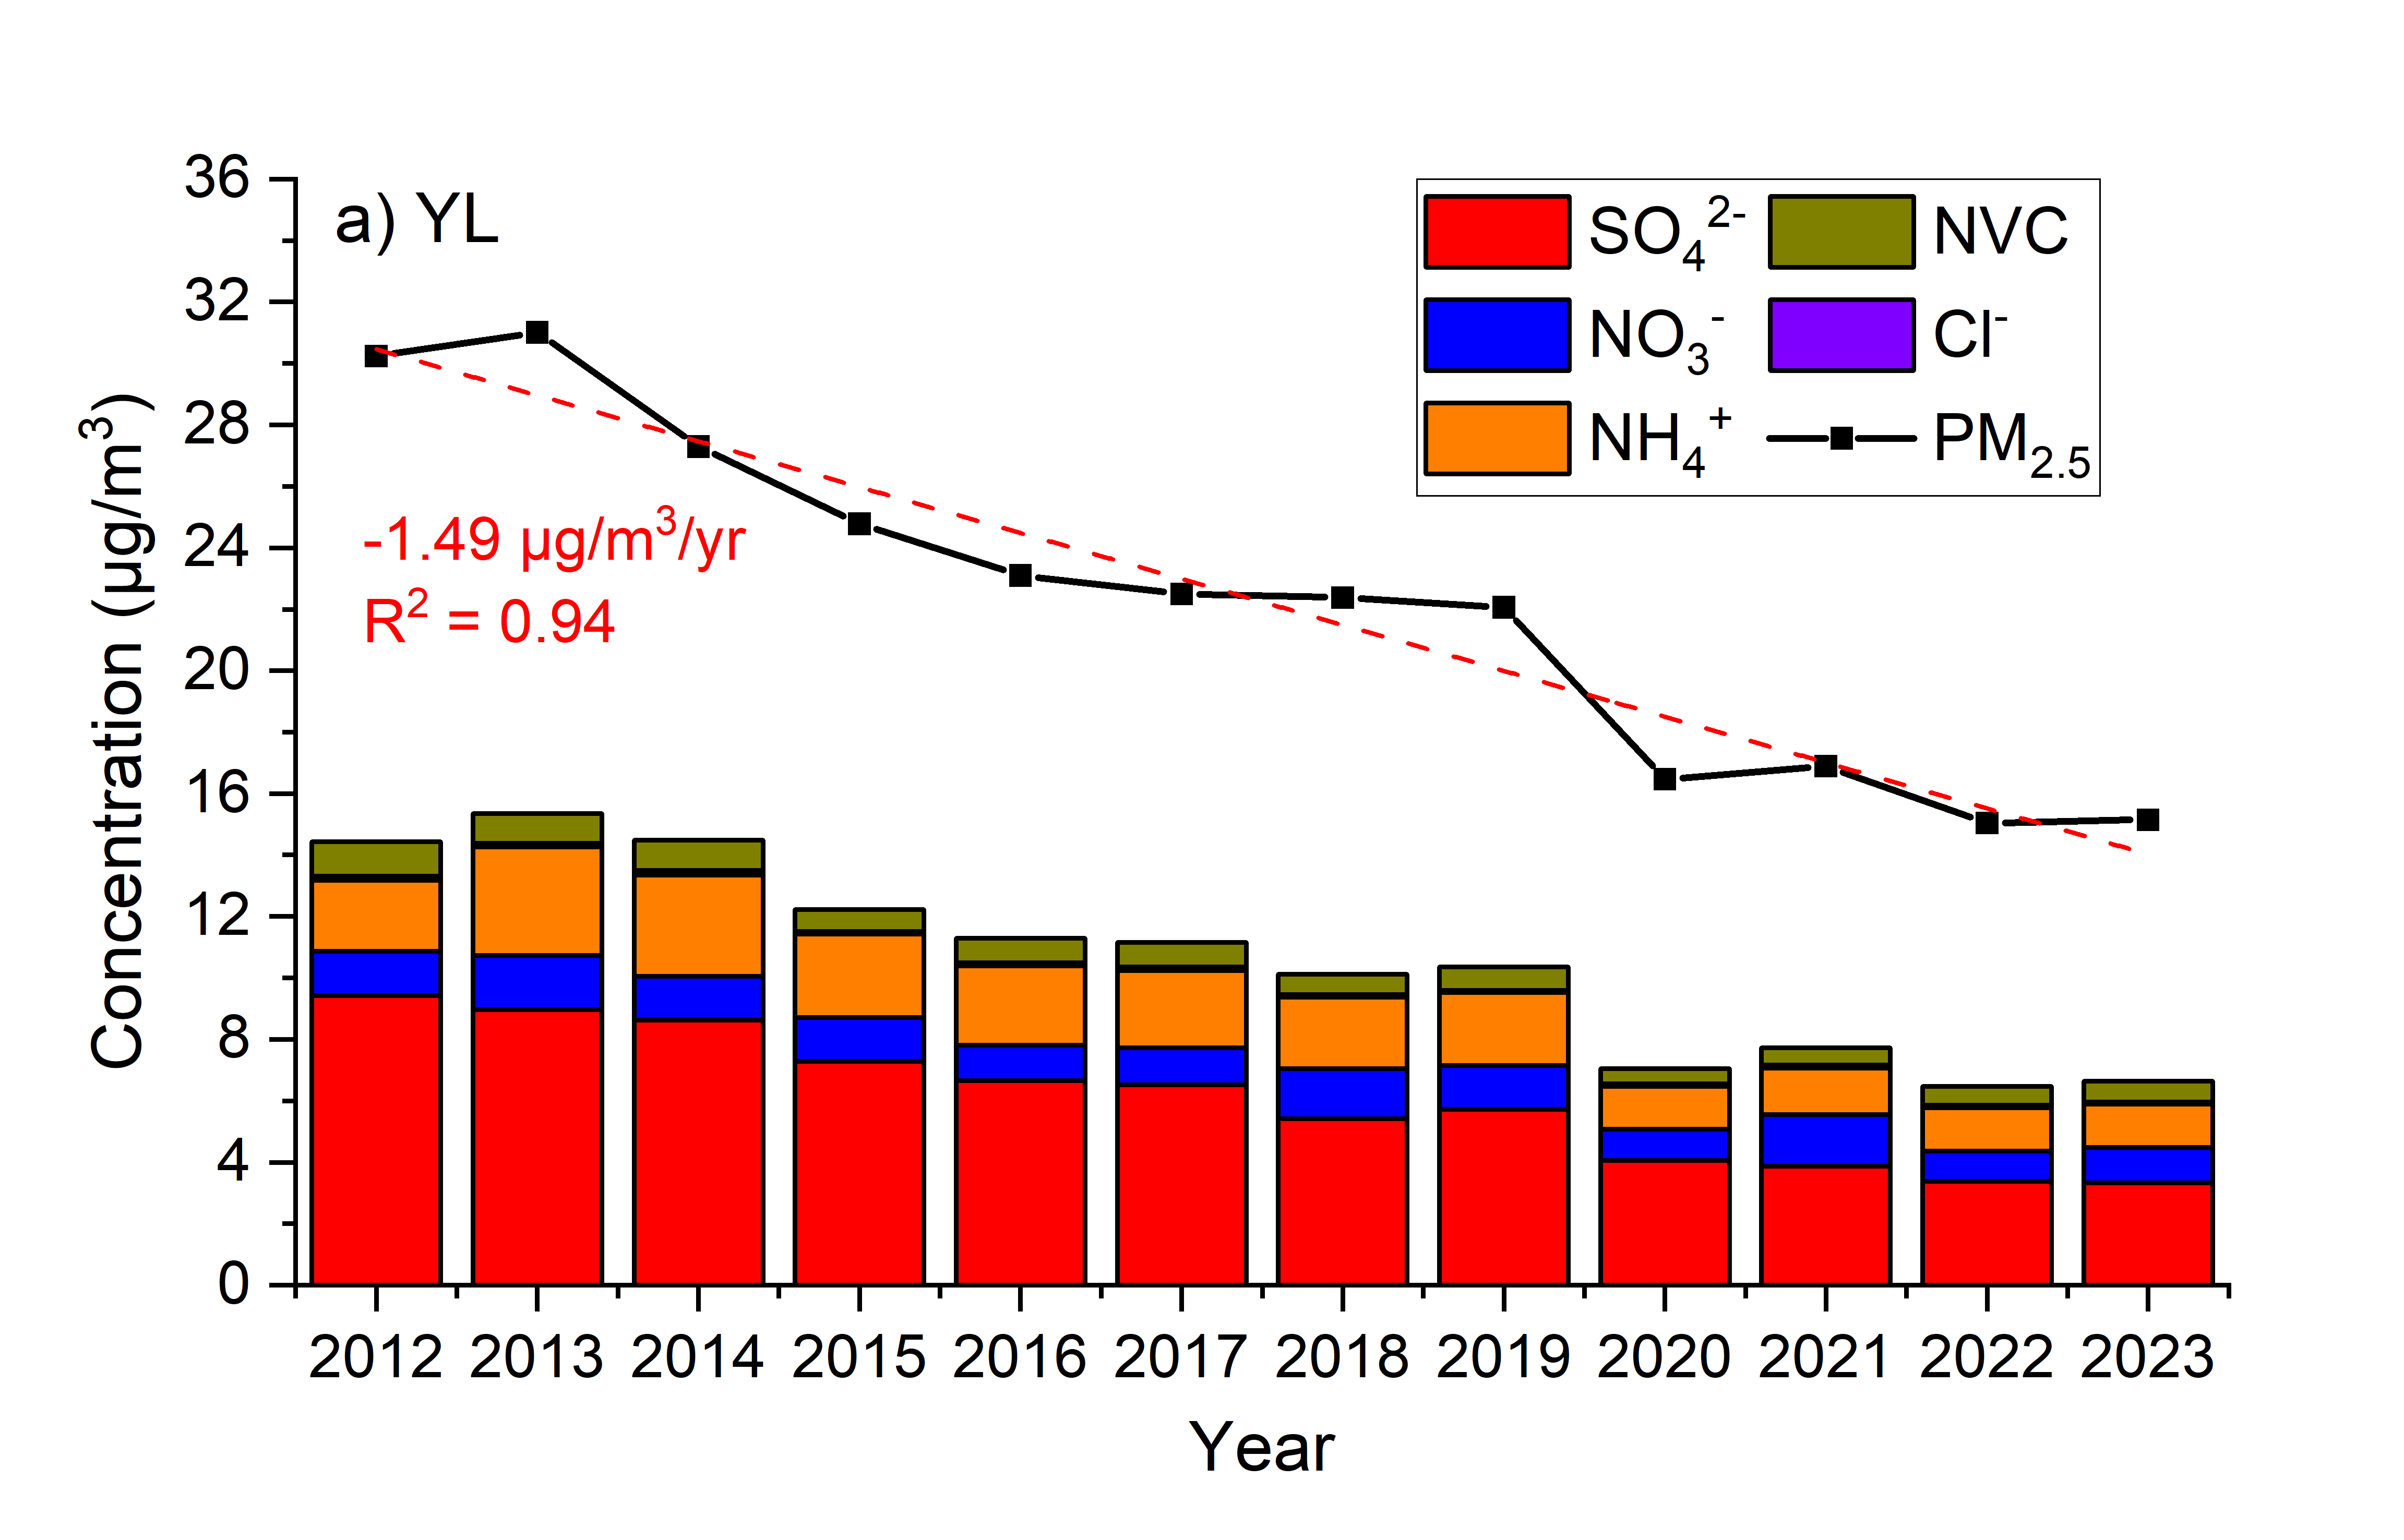 a) YL
SO₄²⁻ NVC
NO₃⁻ Cl⁻
NH₄⁺ PM₂.₅
-1.49 µg/m³/yr
R² = 0.94
Concentration (µg/m³)
36
32
28
24
20
16
12
8
4
0
2012 2013 2014 2015 2016 2017 2018 2019 2020 2021 2022 2023
Year